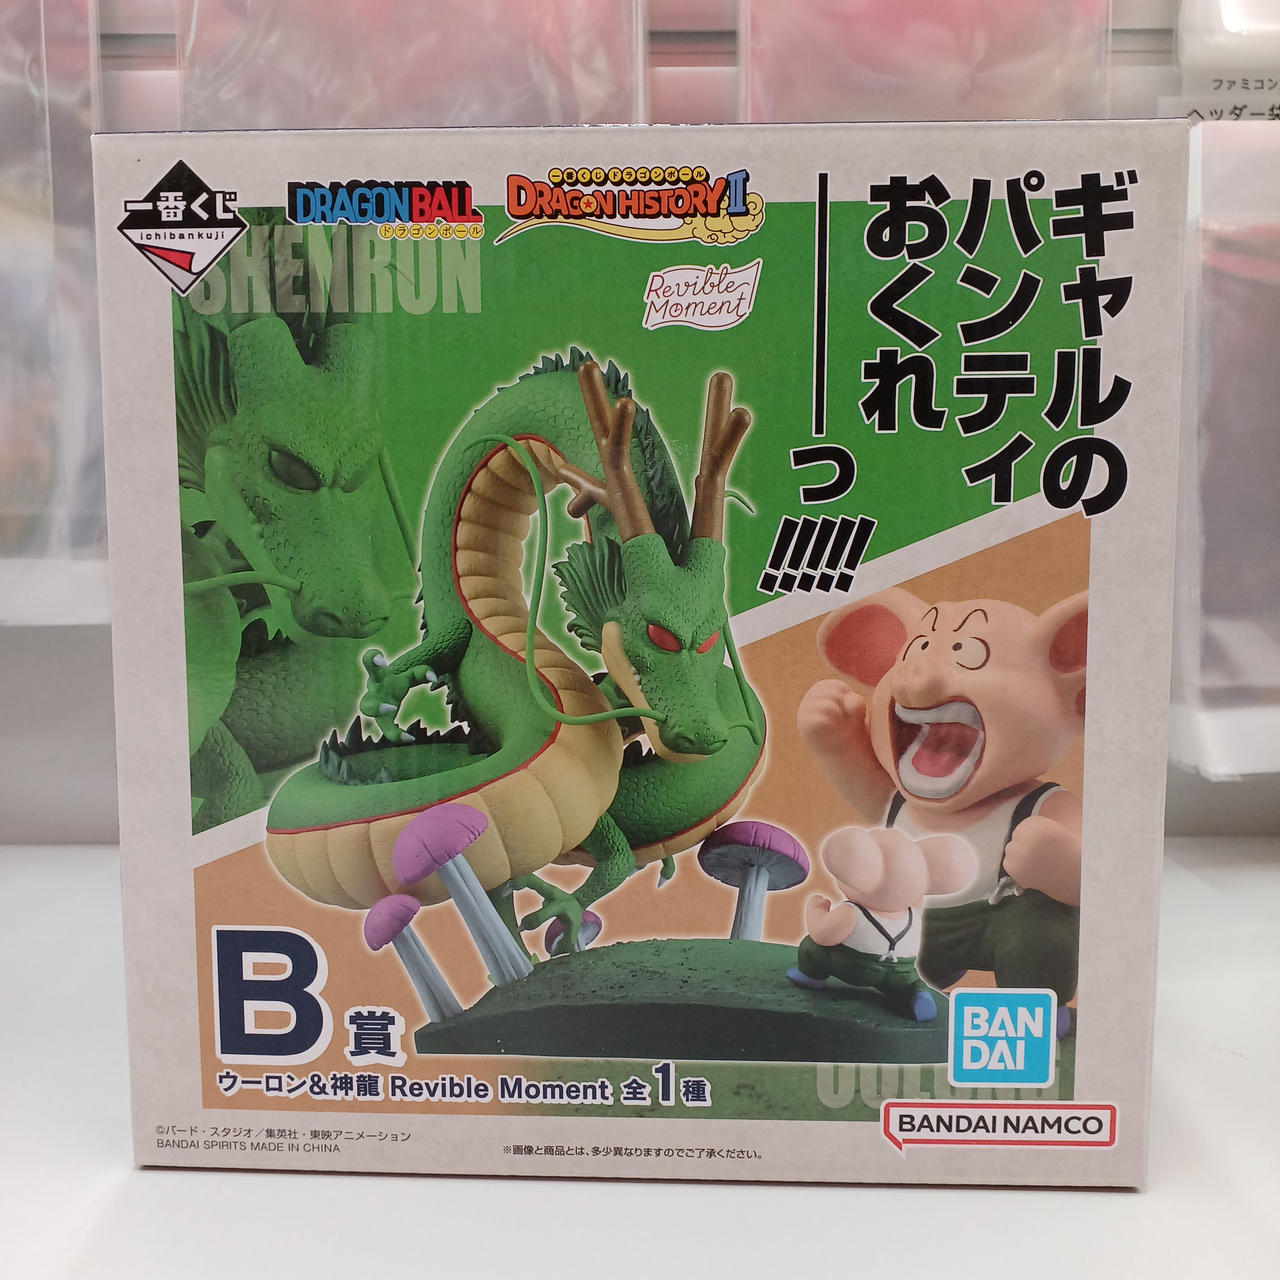 ファミコン
ヘッダー袋
一番くじ
ichibankuji
DRAGON BALL
ドラゴンボール
一番くじ ドラゴンボール
DRAGON HISTORY II
SHENRON
Revible
Moment
ギャルの
パンティ
おくれ
――っ
!!!!!
B賞
ウーロン&神龍 Revible Moment 全1種
BAN
DAI
OOLONG
BANDAI NAMCO
©バード・スタジオ/集英社・東映アニメーション
BANDAI SPIRITS MADE IN CHINA
※画像と商品とは、多少異なりますのでご了承ください。